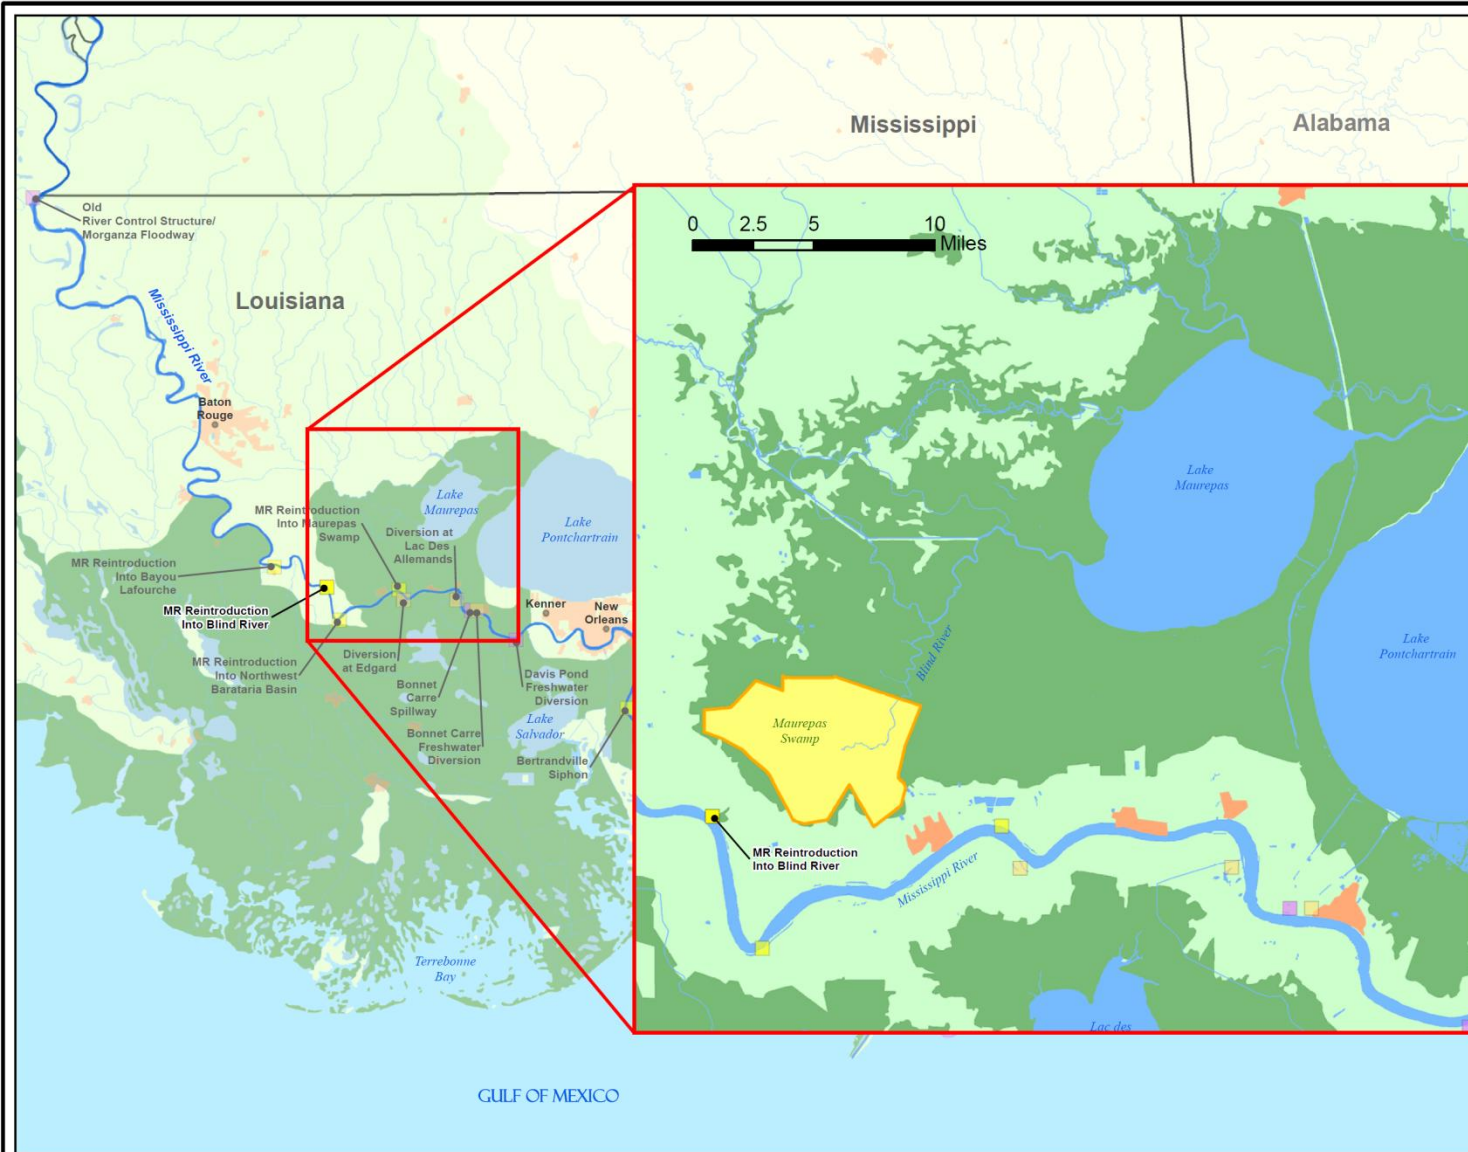 Mississippi
Alabama
Old
River Control Structure/
Morganza Floodway
0 2.5 5 10
Miles
Louisiana
Mississippi River
Baton
Rouge
Lake
Maurepas
MR Reintroduction
Into Maurepas
Swamp
Diversion at
Lac Des
Allemands
Lake
Pontchartrain
MR Reintroduction
Into Bayou
Lafourche
MR Reintroduction
Into Blind River
Kenner
New
Orleans
MR Reintroduction
Into Northwest
Barataria Basin
Diversion
at Edgard
Bonnet
Carre
Spillway
Davis Pond
Freshwater
Diversion
Lake
Salvador
Bonnet Carre
Freshwater
Diversion
Bertrandville
Siphon
Terrebonne
Bay
GULF OF MEXICO
Lake
Maurepas
Blind River
Lake
Pontchartrain
Maurepas
Swamp
MR Reintroduction
Into Blind River
Mississippi River
Lac des